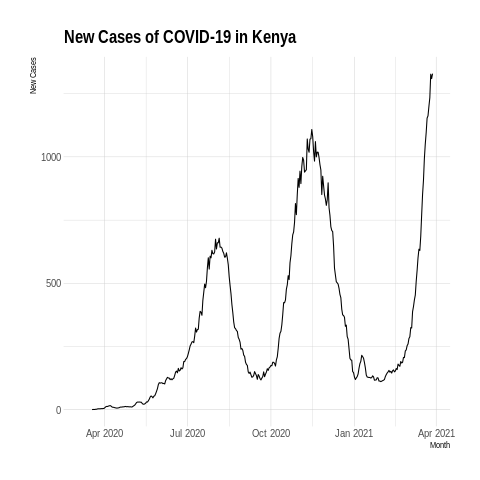 New Cases of COVID-19 in Kenya
New Cases
1000
500
0
Apr 2020 Jul 2020 Oct 2020 Jan 2021 Apr 2021
Month